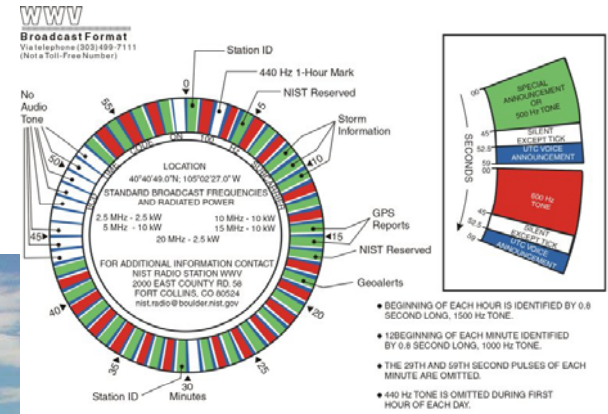 WWV
Broadcast Format
Via telephone (303) 499-7111
(Not a Toll-Free Number)
Station ID
440 Hz 1-Hour Mark
NIST Reserved
No
Audio
Tone
Storm
Information
GPS
Reports
NIST Reserved
Geoalerts
Station ID
Minutes
0
5
10
15
20
25
30
35
40
45
50
55
BCD TIME CODE ON 100 Hz SUBCARRIER
LOCATION
40°40'49.0"N; 105°02'27.0" W
STANDARD BROADCAST FREQUENCIES
AND RADIATED POWER
2.5 MHz - 2.5 kW 10 MHz - 10 kW
5 MHz - 10 kW 15 MHz - 10 kW
20 MHz - 2.5 kW
FOR ADDITIONAL INFORMATION CONTACT
NIST RADIO STATION WWV
2000 EAST COUNTY RD. 58
FORT COLLINS, CO 80524
nist.radio@boulder.nist.gov
SECONDS
00
SPECIAL
ANNOUNCEMENT
OR
500 Hz TONE
45
SILENT
EXCEPT TICK
52.5
UTC VOICE
ANNOUNCEMENT
59
00
600 Hz
TONE
45
SILENT
EXCEPT TICK
52.5
UTC VOICE
ANNOUNCEMENT
59
◆ BEGINNING OF EACH HOUR IS IDENTIFIED BY 0.8
SECOND LONG, 1500 Hz TONE.
◆ 12BEGINNING OF EACH MINUTE IDENTIFIED
BY 0.8 SECOND LONG, 1000 Hz TONE.
◆ THE 29TH AND 59TH SECOND PULSES OF EACH
MINUTE ARE OMITTED.
◆ 440 Hz TONE IS OMITTED DURING FIRST
HOUR OF EACH DAY.